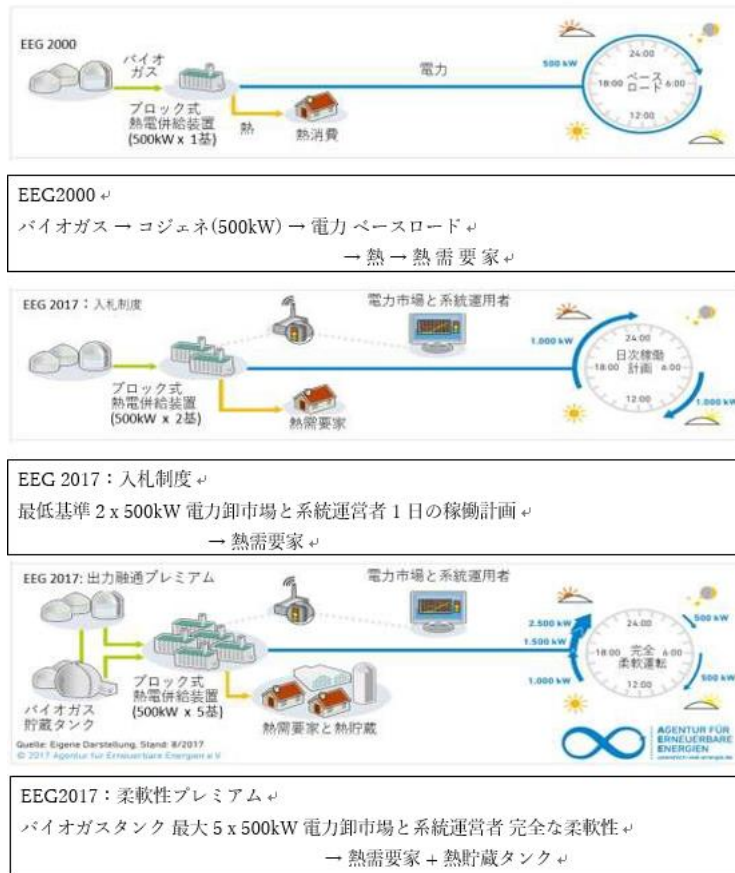 EEG 2000
バイオ
ガス
電力
ブロック式
熱電併給装置
(500kW x 1基)
熱
熱消費
500 kW
24:00
18:00 ベース 6:00
ロード
12:00
EEG2000
バイオガス → コジェネ(500kW) → 電力 ベースロード
→ 熱 → 熱 需 要 家
EEG 2017：入札制度
電力市場と系統運用者
ブロック式
熱電併給装置
(500kW x 2基)
熱需要家
1.000 kW
24:00
日次稼働
18:00 計画 6:00
12:00
1.000 kW
EEG 2017：入札制度
最低基準 2 x 500kW 電力卸市場と系統運営者 1 日の稼働計画
→ 熱需要家
EEG 2017: 出力融通プレミアム
電力市場と系統運用者
バイオガス
貯蔵タンク
ブロック式
熱電併給装置
(500kW x 5基)
熱需要家と熱貯蔵
2.500 kW
1.500 kW
1.000 kW
24:00
18:00 完全 6:00
柔軟運転
12:00
500 kW
500 kW
Quelle: Eigene Darstellung, Stand: 8/2017
© 2017 Agentur für Erneuerbare Energien e.V
AGENTUR FÜR
ERNEUERBARE
ENERGIEN
EEG2017：柔軟性プレミアム
バイオガスタンク 最大 5 x 500kW 電力卸市場と系統運営者 完全な柔軟性
→ 熱需要家 + 熱貯蔵タンク